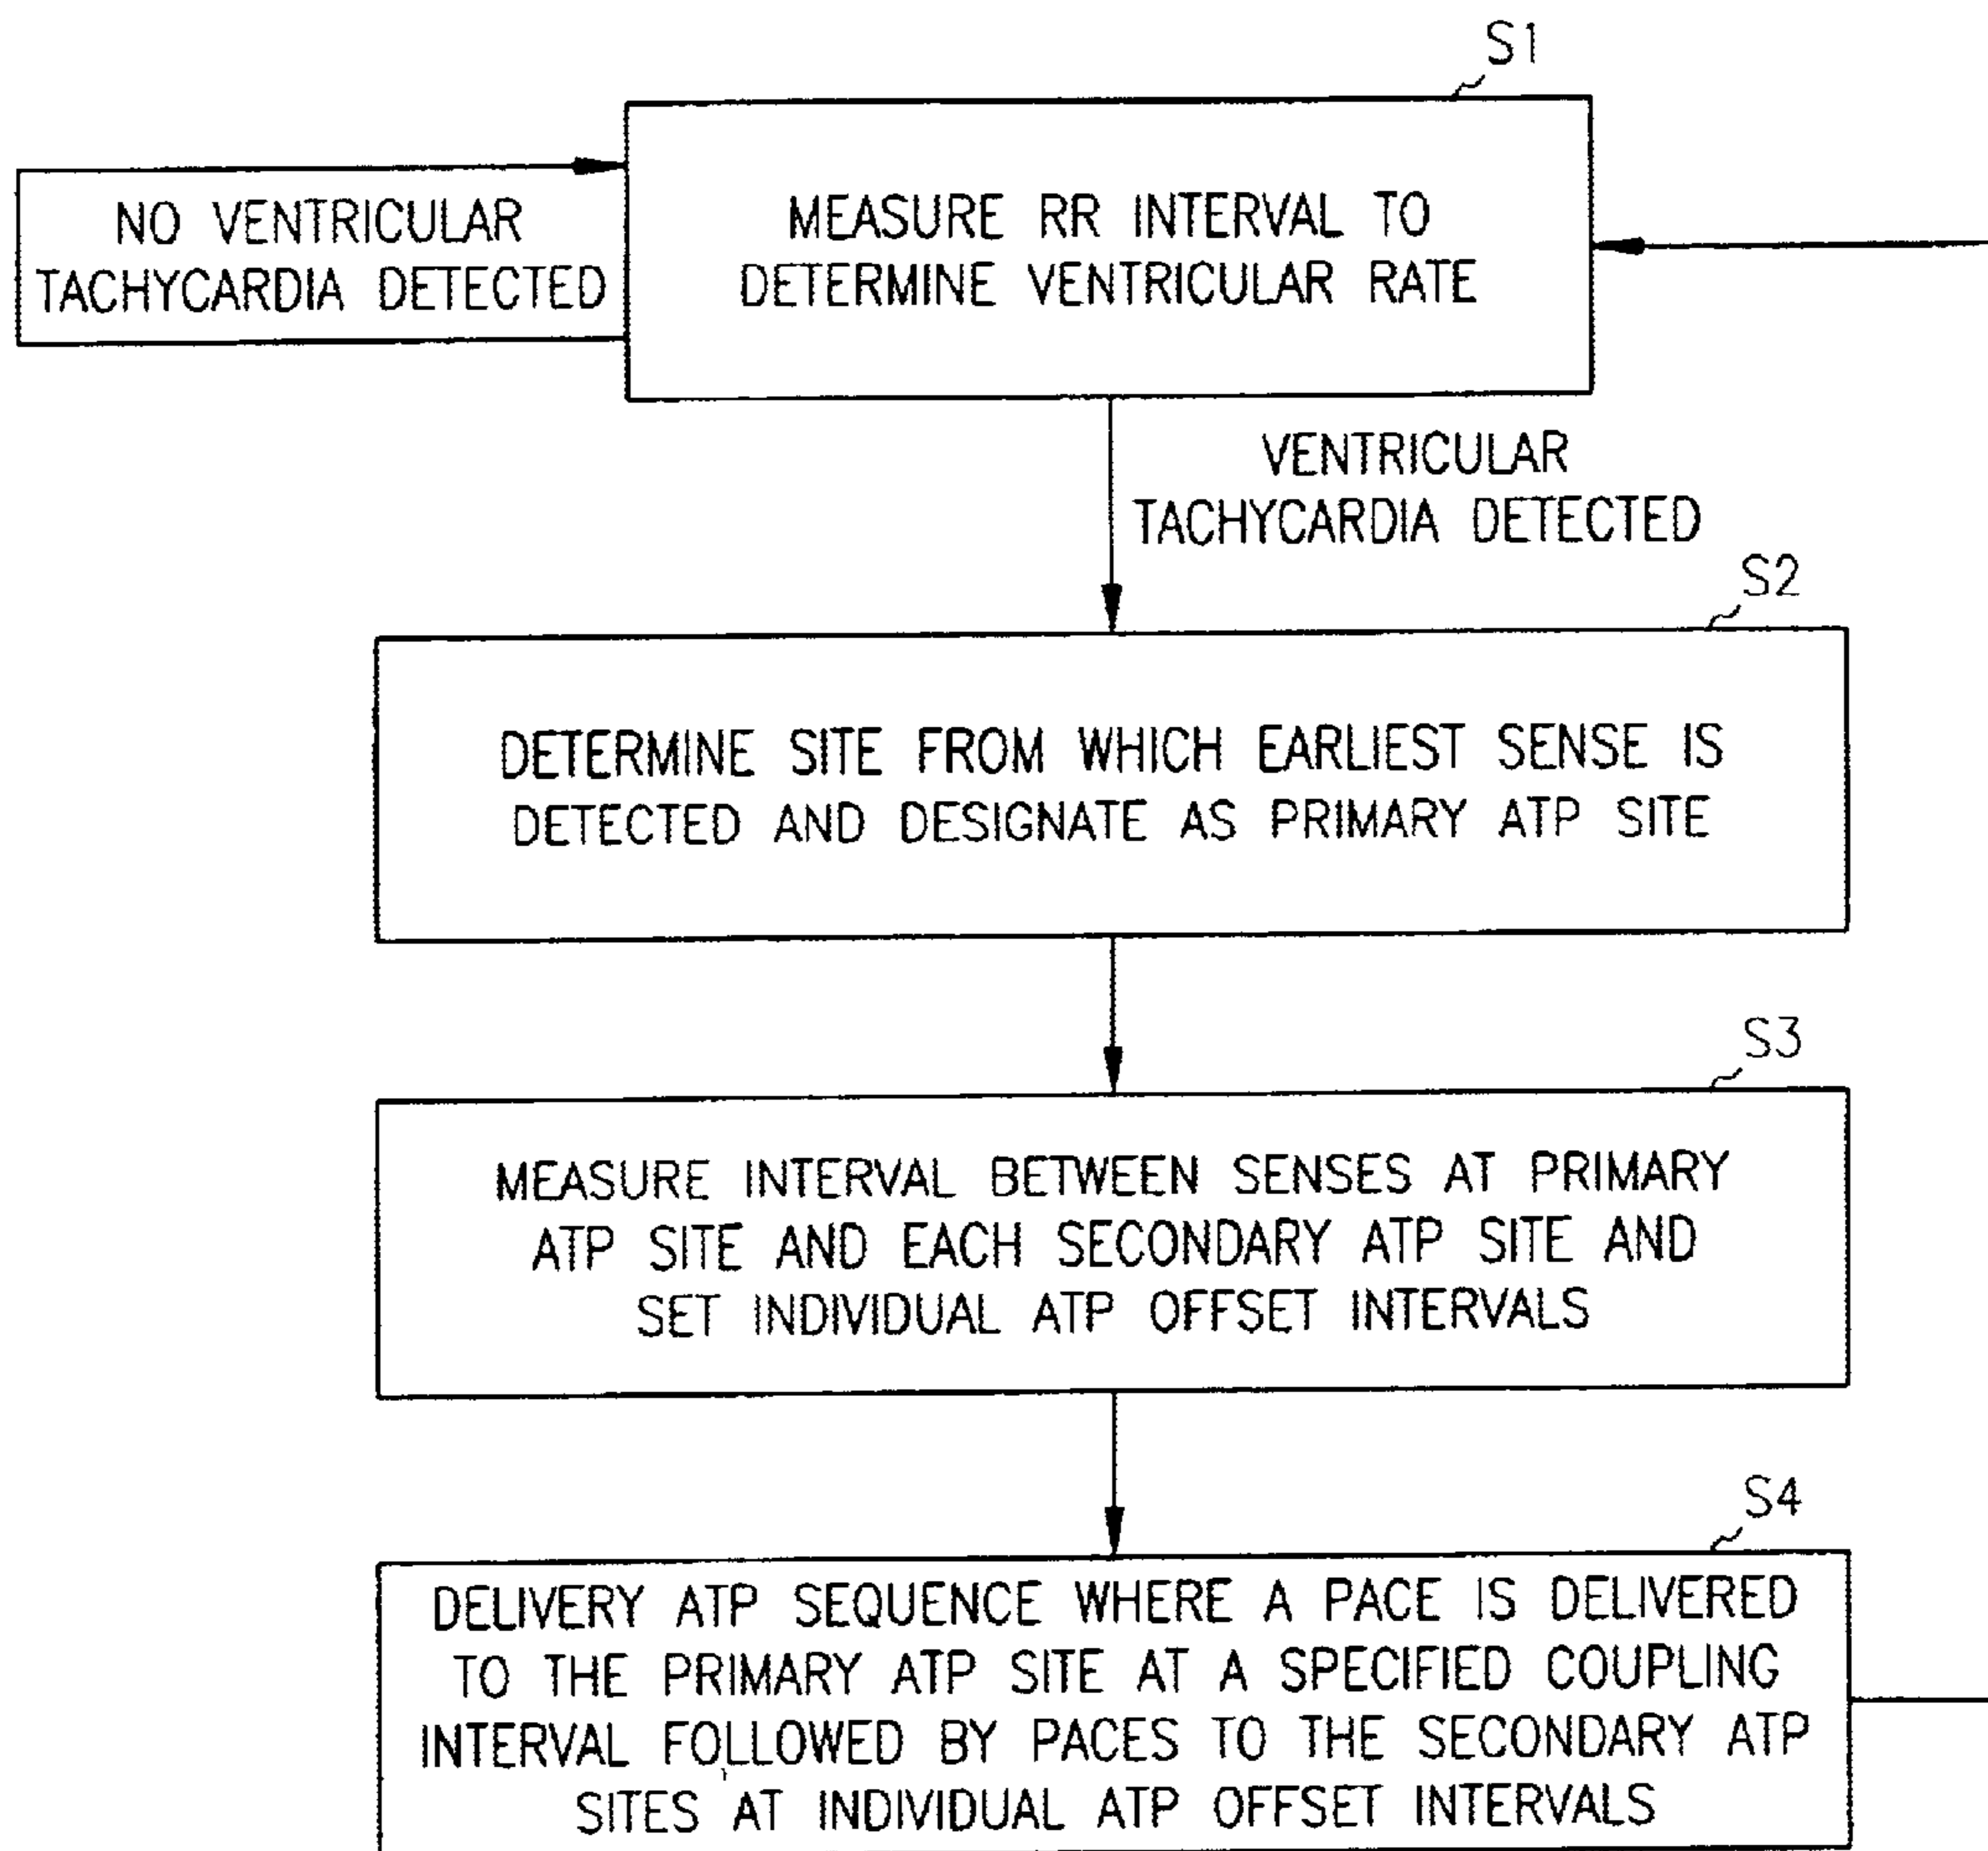 S1
NO VENTRICULAR
TACHYCARDIA DETECTED
MEASURE RR INTERVAL TO
DETERMINE VENTRICULAR RATE
VENTRICULAR
TACHYCARDIA DETECTED
S2
DETERMINE SITE FROM WHICH EARLIEST SENSE IS
DETECTED AND DESIGNATE AS PRIMARY ATP SITE
S3
MEASURE INTERVAL BETWEEN SENSES AT PRIMARY
ATP SITE AND EACH SECONDARY ATP SITE AND
SET INDIVIDUAL ATP OFFSET INTERVALS
S4
DELIVERY ATP SEQUENCE WHERE A PACE IS DELIVERED
TO THE PRIMARY ATP SITE AT A SPECIFIED COUPLING
INTERVAL FOLLOWED BY PACES TO THE SECONDARY ATP
SITES AT INDIVIDUAL ATP OFFSET INTERVALS